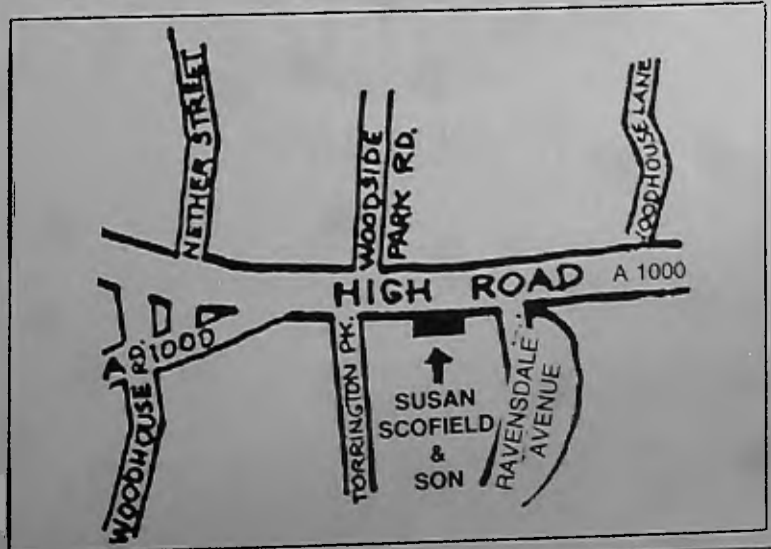 NETHER STREET
WOODSIDE
PARK RD.
WOODHOUSE LANE
HIGH ROAD A 1000
1000
WOODHOUSE RD.
TORRINGTON PK.
SUSAN
SCOFIELD
&
SON
RAVENSDALE
AVENUE